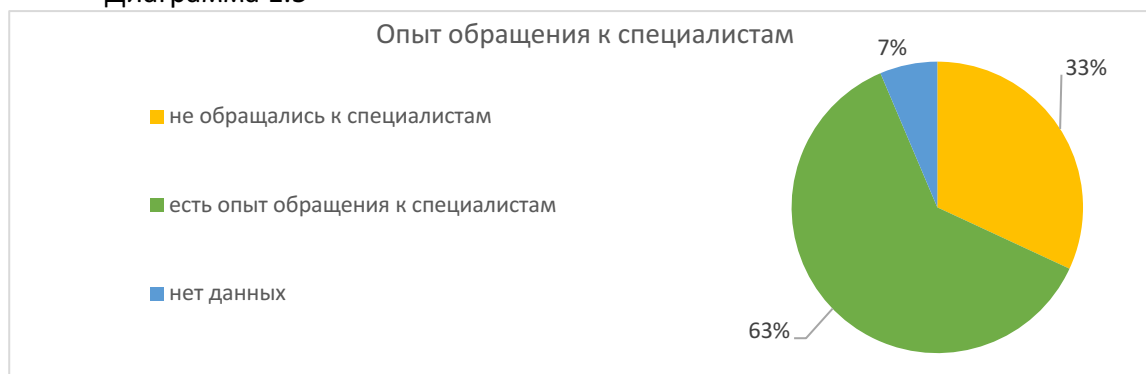 Опыт обращения к специалистам
7%
33%
не обращались к специалистам
есть опыт обращения к специалистам
нет данных
63%